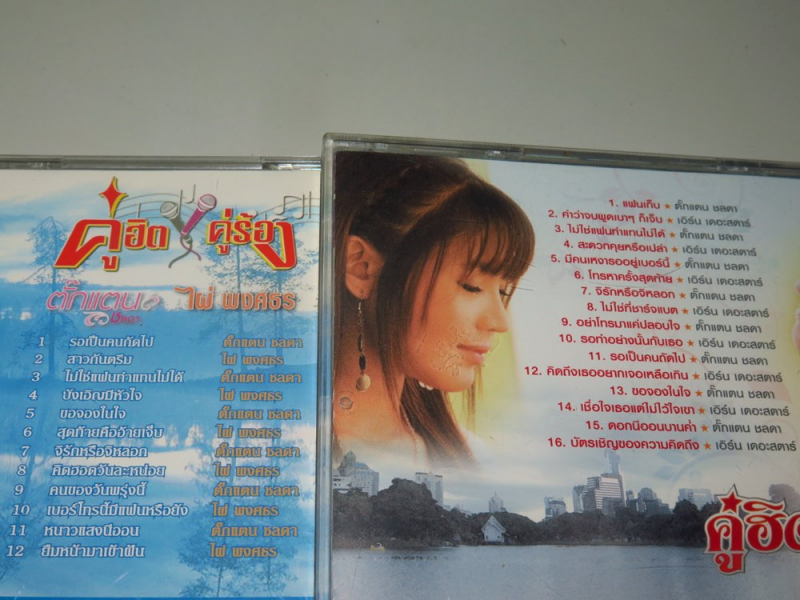 คู่ฮิต คู่ร้อง
ตั๊กแตน ชลดา ไผ่ พงศธร
1 รอเป็นคนถัดไป ตั๊กแตน ชลดา
2 สาวกันตรึม ไผ่ พงศธร
3 ไม่ใช่แฟนทำแทนไม่ได้ ตั๊กแตน ชลดา
4 บังเอิญมีหัวใจ ไผ่ พงศธร
5 ขอจองในใจ ตั๊กแตน ชลดา
6 สุดท้ายคืออ้ายเจ็บ ไผ่ พงศธร
7 จิรักหรือจิหลอก ตั๊กแตน ชลดา
8 คึดฮอดวันละหน่อย ไผ่ พงศธร
9 คนของวันพรุ่งนี้ ตั๊กแตน ชลดา
10 เบอร์โทรนี้มีแฟนหรือยัง ไผ่ พงศธร
11 หนาวแสงนีออน ตั๊กแตน ชลดา
12 ยืมหน้ามาเข้าฝัน ไผ่ พงศธร
1. แฟนเก็บ ★ ตั๊กแตน ชลดา
2. คำว่าจบพูดเบาๆ ก็เจ็บ ★ เอิร์น เดอะสตาร์
3. ไม่ใช่แฟนทำแทนไม่ได้ ★ ตั๊กแตน ชลดา
4. สะดวกคุยหรือเปล่า ★ เอิร์น เดอะสตาร์
5. มีคนเหงารออยู่เบอร์นี้ ★ ตั๊กแตน ชลดา
6. โทรหาครั้งสุดท้าย ★ เอิร์น เดอะสตาร์
7. จิรักหรือจิหลอก ★ ตั๊กแตน ชลดา
8. ไม่ใช่ที่ชาร์จแบต ★ เอิร์น เดอะสตาร์
9. อย่าโทรมาแค่ปลอบใจ ★ ตั๊กแตน ชลดา
10. รอทำอย่างนั้นกับเธอ ★ เอิร์น เดอะสตาร์
11. รอเป็นคนถัดไป ★ ตั๊กแตน ชลดา
12. คิดถึงเธออยากเจอเหลือเกิน ★ เอิร์น เดอะสตาร์
13. ขอจองในใจ ★ ตั๊กแตน ชลดา
14. เชื่อใจเธอแต่ไม่ไว้ใจเขา ★ เอิร์น เดอะสตาร์
15. ดอกนีออนบานค่ำ ★ ตั๊กแตน ชลดา
16. บัตรเชิญของความคิดถึง ★ เอิร์น เดอะสตาร์
คู่ฮิต